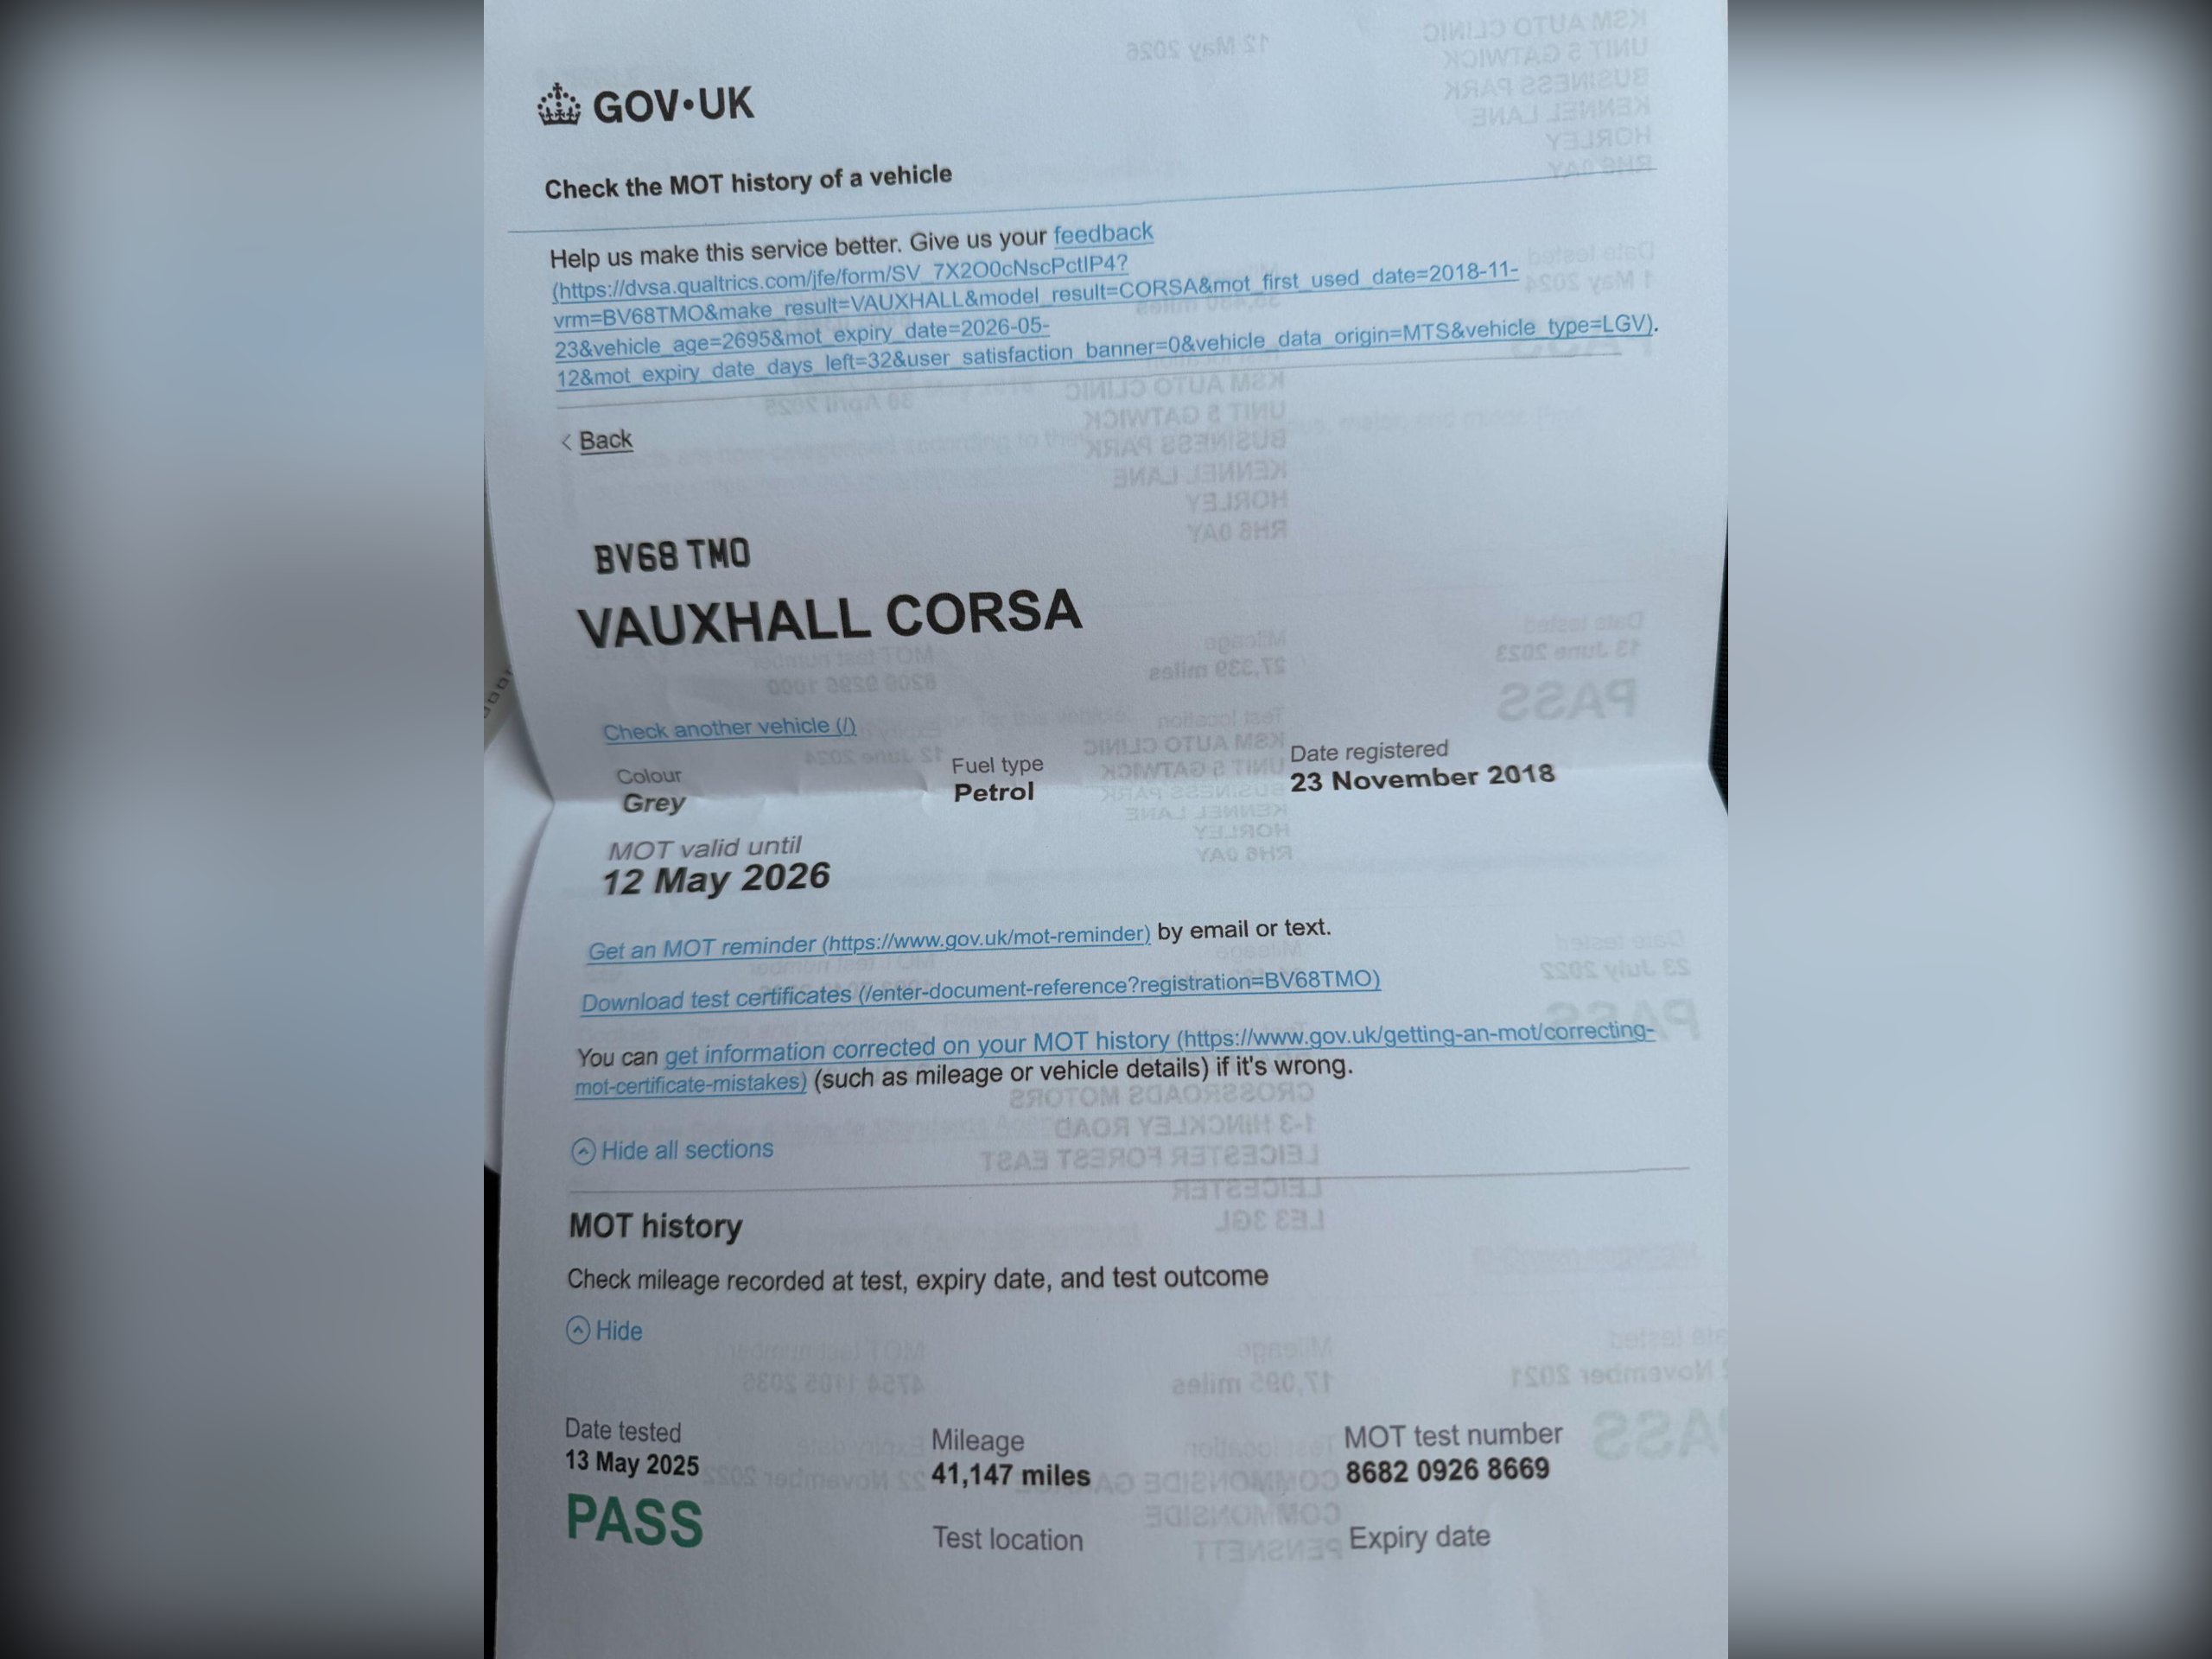 GOV•UK
Check the MOT history of a vehicle
Help us make this service better. Give us your feedback
(https://dvsa.qualtrics.com/jfe/form/SV_7X2O0cNscPctIP4?
vrm=BV68TMO&make_result=VAUXHALL&model_result=CORSA&mot_first_used_date=2018-11-
23&vehicle_age=2695&mot_expiry_date=2026-05-
12&mot_expiry_date_days_left=32&user_satisfaction_banner=0&vehicle_data_origin=MTS&vehicle_type=LGV).
< Back
BV68 TMO
VAUXHALL CORSA
Check another vehicle (/)
Colour
Grey
Fuel type
Petrol
Date registered
23 November 2018
MOT valid until
12 May 2026
Get an MOT reminder (https://www.gov.uk/mot-reminder) by email or text.
Download test certificates (/enter-document-reference?registration=BV68TMO)
You can get information corrected on your MOT history (https://www.gov.uk/getting-an-mot/correcting-
mot-certificate-mistakes) (such as mileage or vehicle details) if it's wrong.
Hide all sections
MOT history
Check mileage recorded at test, expiry date, and test outcome
Hide
Date tested
13 May 2025
PASS
Mileage
41,147 miles
Test location
MOT test number
8682 0926 8669
Expiry date